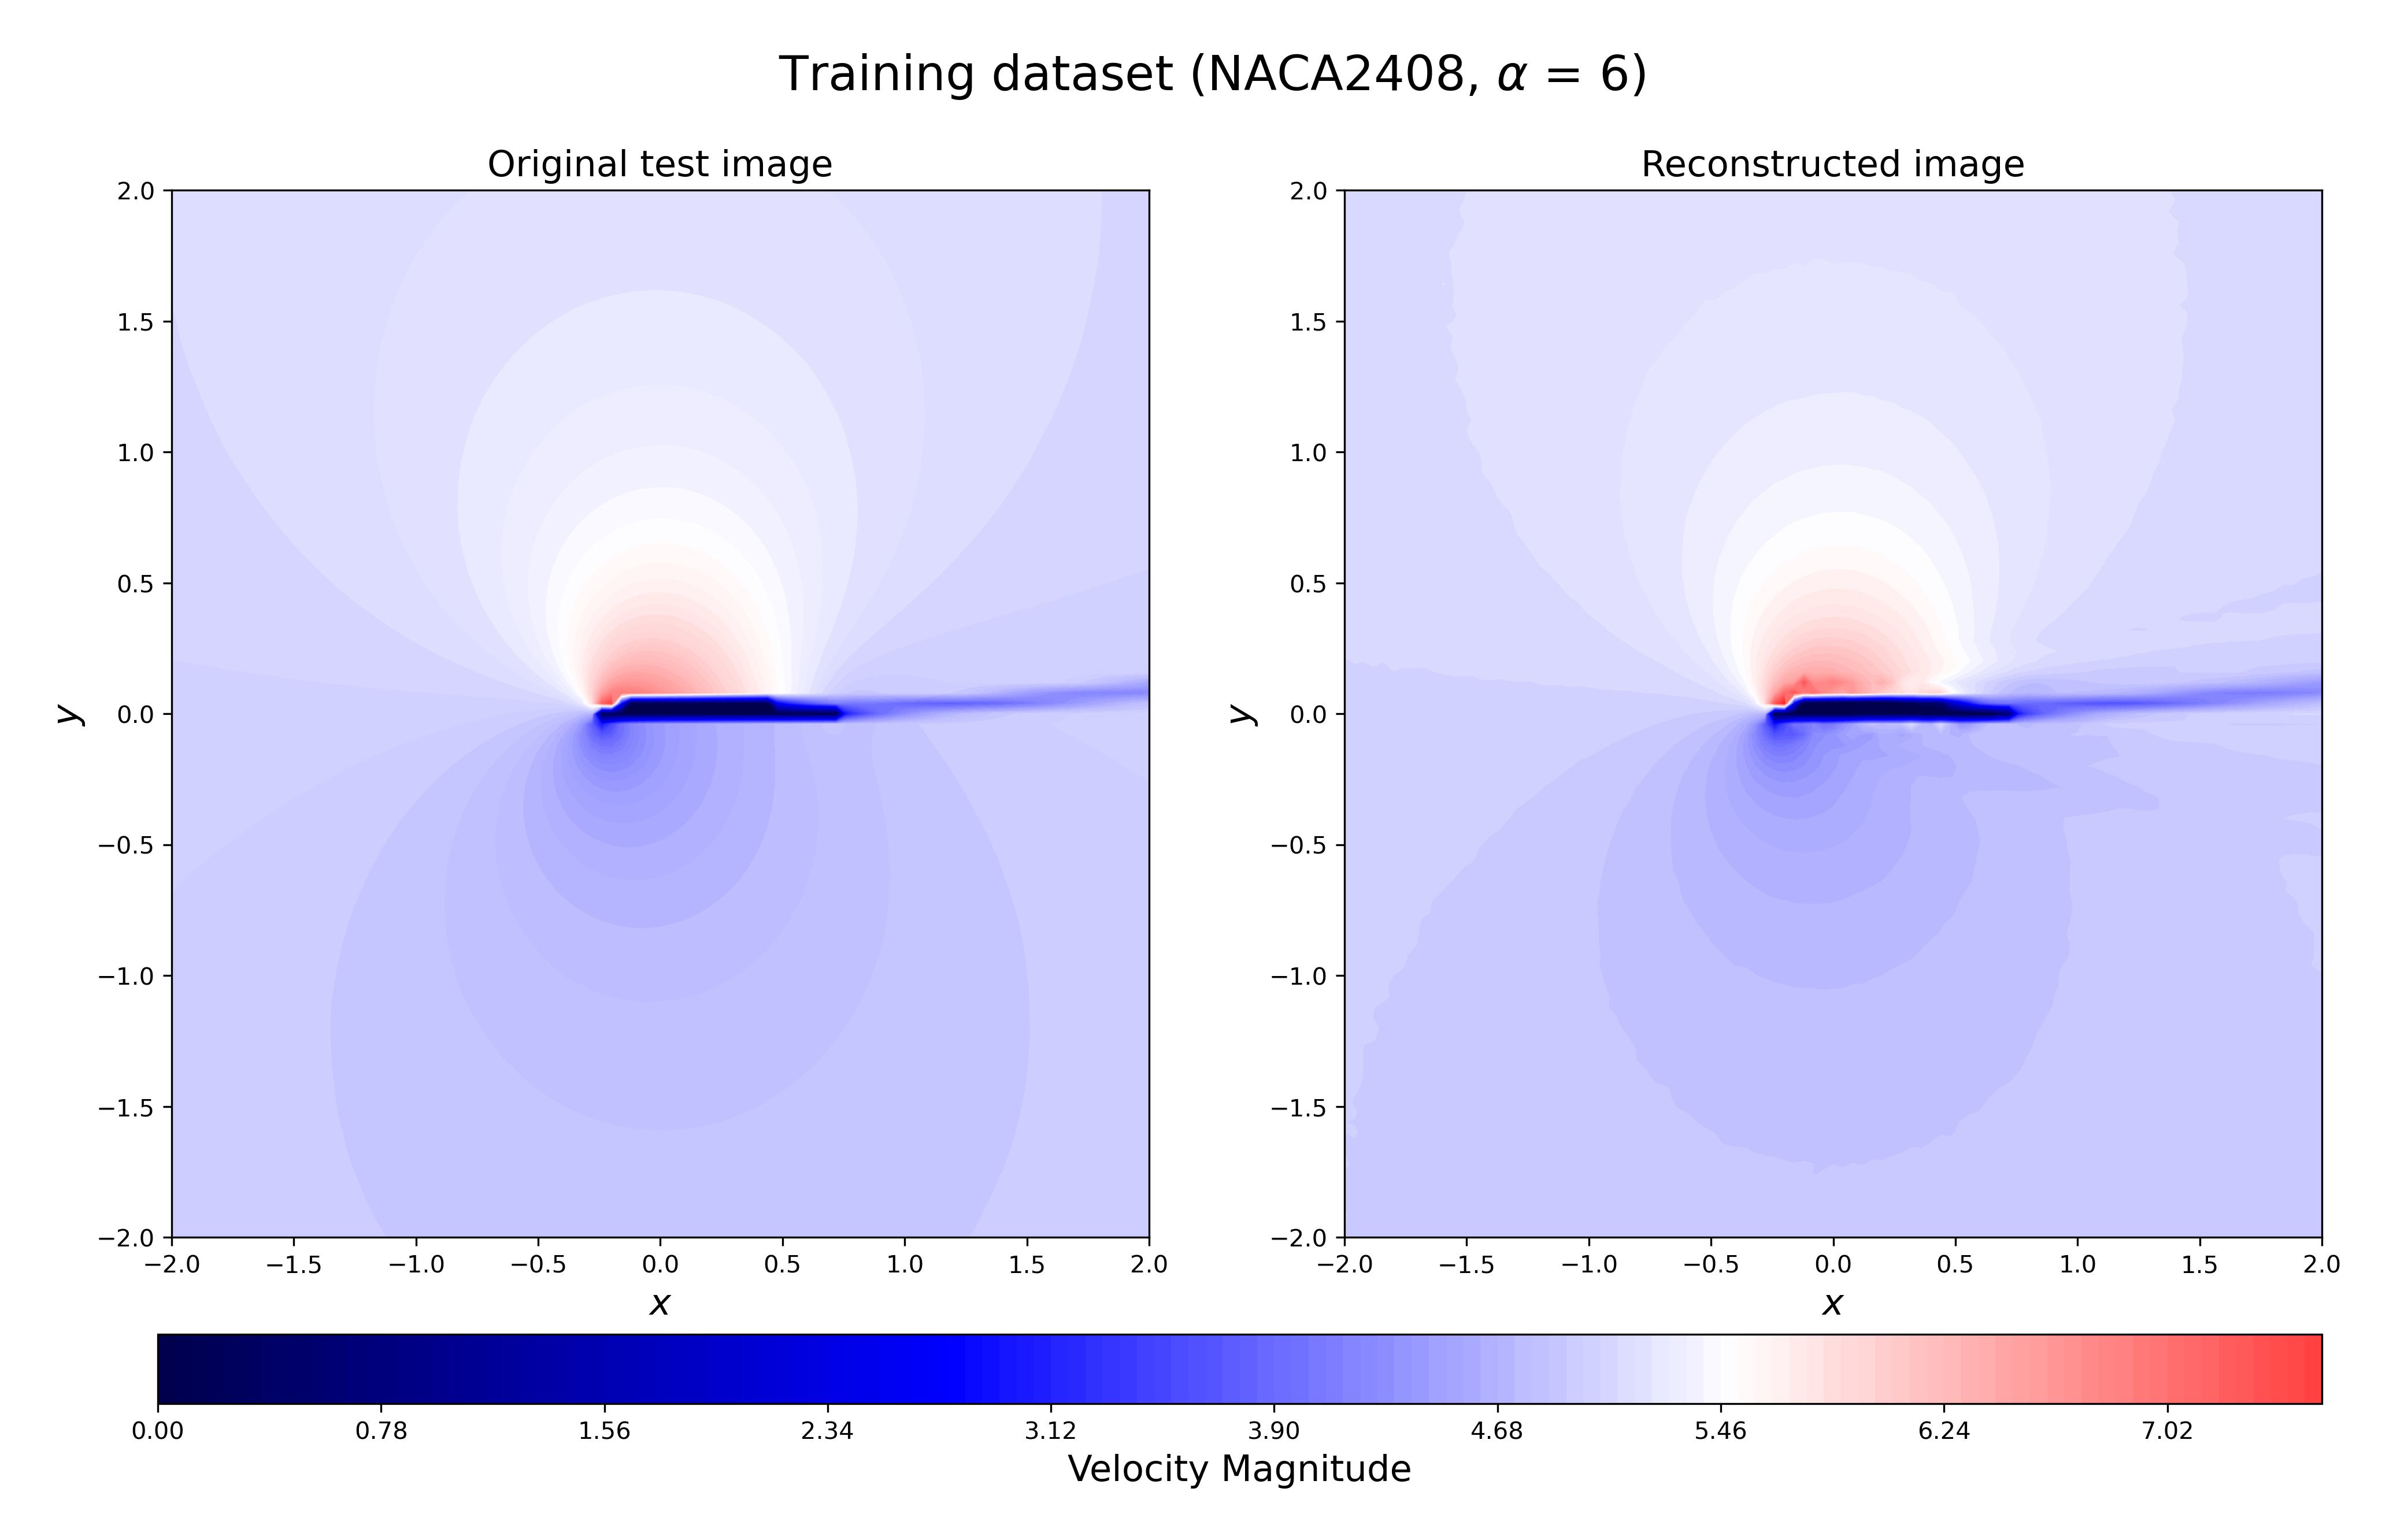 Training dataset (NACA2408, α = 6)
Original test image
Reconstructed image
2.0
1.5
1.0
0.5
0.0
−0.5
−1.0
−1.5
−2.0
y
−2.0 −1.5 −1.0 −0.5 0.0 0.5 1.0 1.5 2.0
x
2.0
1.5
1.0
0.5
0.0
−0.5
−1.0
−1.5
−2.0
y
−2.0 −1.5 −1.0 −0.5 0.0 0.5 1.0 1.5 2.0
x
0.00 0.78 1.56 2.34 3.12 3.90 4.68 5.46 6.24 7.02
Velocity Magnitude